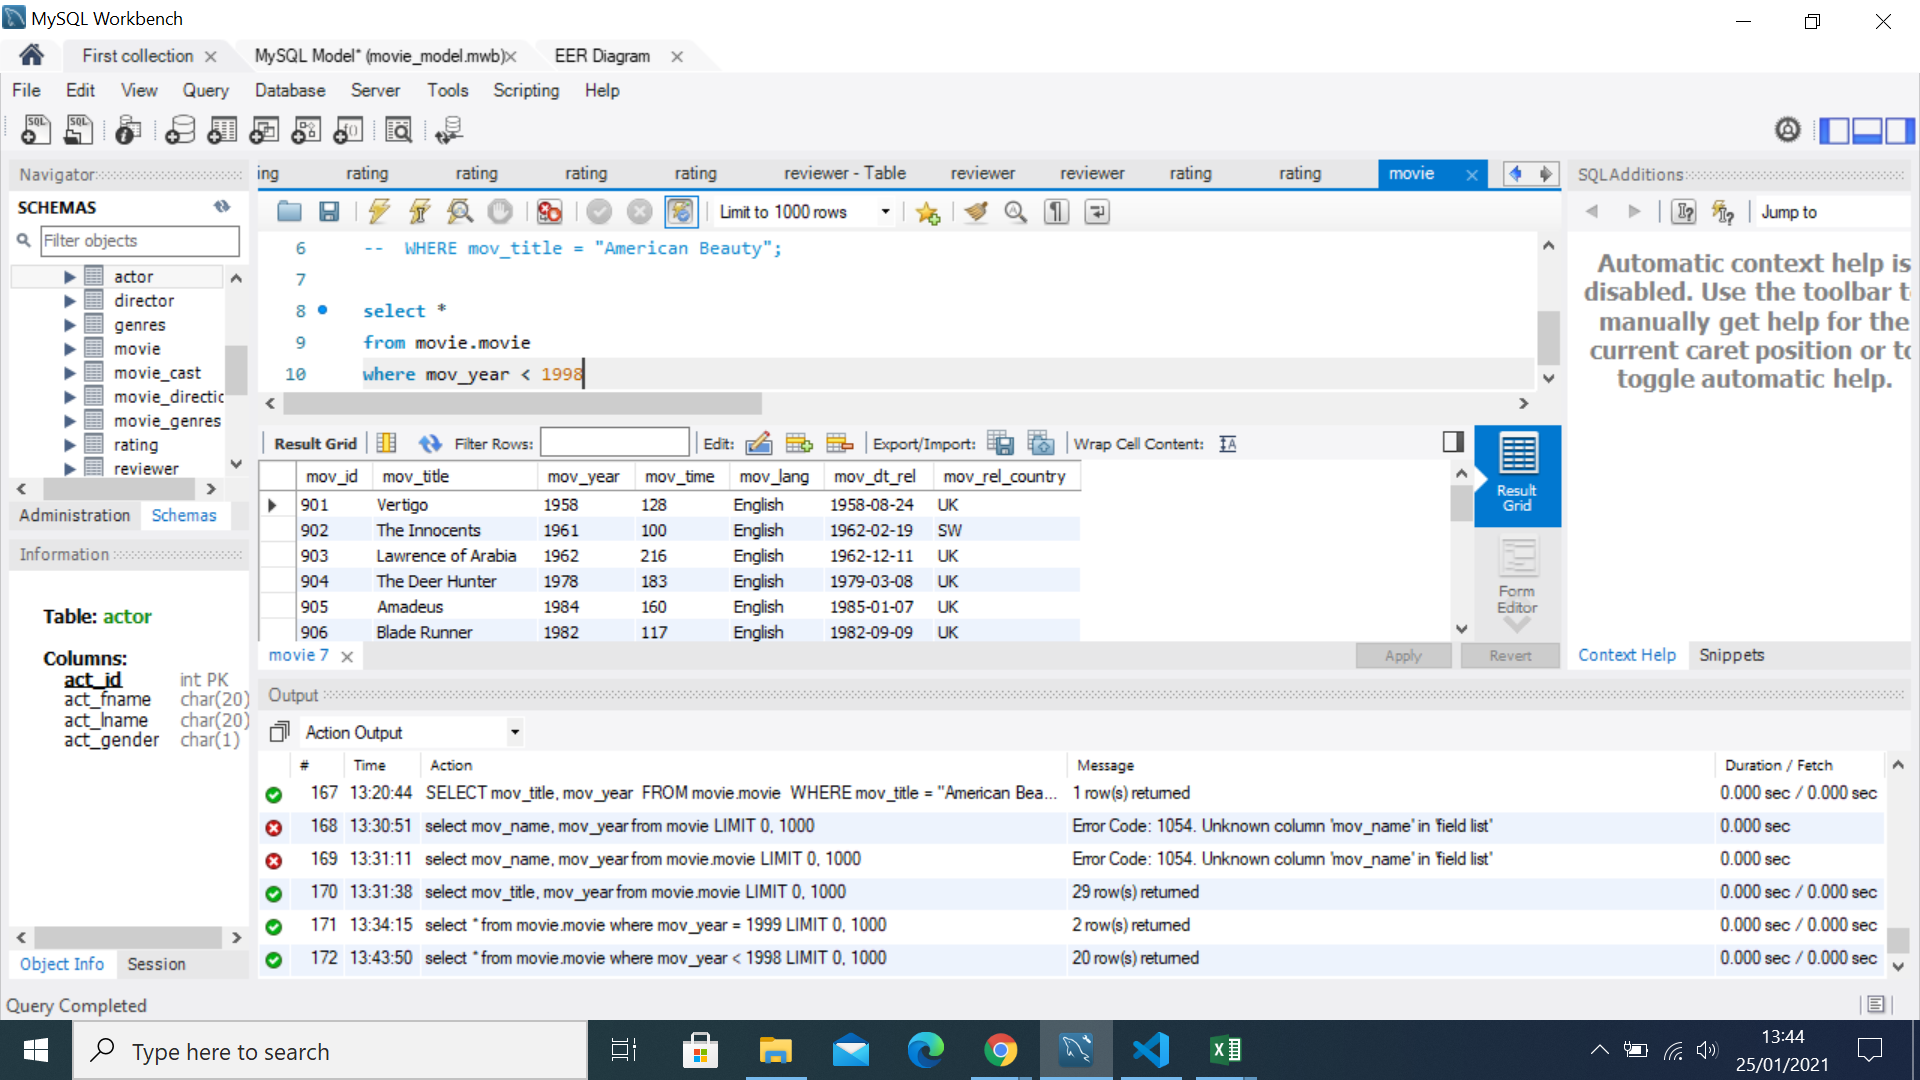 MySQL Workbench
First collection
MySQL Model* (movie_model.mwb)
EER Diagram
File Edit View Query Database Server Tools Scripting Help
Navigator
SCHEMAS
Filter objects
actor
director
genres
movie
movie_cast
movie_directic
movie_genres
rating
reviewer
Administration Schemas
Information
Table: actor
Columns:
act_id int PK
act_fname char(20)
act_lname char(20)
act_gender char(1)
Object Info Session
ing rating rating rating rating reviewer - Table reviewer reviewer rating rating movie
Limit to 1000 rows
6 -- WHERE mov_title = "American Beauty";
7
8 select *
9 from movie.movie
10 where mov_year < 1998
Result Grid Filter Rows: Edit: Export/Import: Wrap Cell Content:
mov_id mov_title mov_year mov_time mov_lang mov_dt_rel mov_rel_country
901 Vertigo 1958 128 English 1958-08-24 UK
902 The Innocents 1961 100 English 1962-02-19 SW
903 Lawrence of Arabia 1962 216 English 1962-12-11 UK
904 The Deer Hunter 1978 183 English 1979-03-08 UK
905 Amadeus 1984 160 English 1985-01-07 UK
906 Blade Runner 1982 117 English 1982-09-09 UK
Result
Grid
Form
Editor
movie 7
Apply Revert
SQLAdditions
Jump to
Automatic context help is
disabled. Use the toolbar t
manually get help for the
current caret position or to
toggle automatic help.
Context Help Snippets
Output
Action Output
# Time Action Message Duration / Fetch
167 13:20:44 SELECT mov_title, mov_year FROM movie.movie WHERE mov_title = "American Bea... 1 row(s) returned 0.000 sec / 0.000 sec
168 13:30:51 select mov_name, mov_year from movie LIMIT 0, 1000 Error Code: 1054. Unknown column 'mov_name' in 'field list' 0.000 sec
169 13:31:11 select mov_name, mov_year from movie.movie LIMIT 0, 1000 Error Code: 1054. Unknown column 'mov_name' in 'field list' 0.000 sec
170 13:31:38 select mov_title, mov_year from movie.movie LIMIT 0, 1000 29 row(s) returned 0.000 sec / 0.000 sec
171 13:34:15 select * from movie.movie where mov_year = 1999 LIMIT 0, 1000 2 row(s) returned 0.000 sec / 0.000 sec
172 13:43:50 select * from movie.movie where mov_year < 1998 LIMIT 0, 1000 20 row(s) returned 0.000 sec / 0.000 sec
Query Completed
Type here to search
13:44
25/01/2021